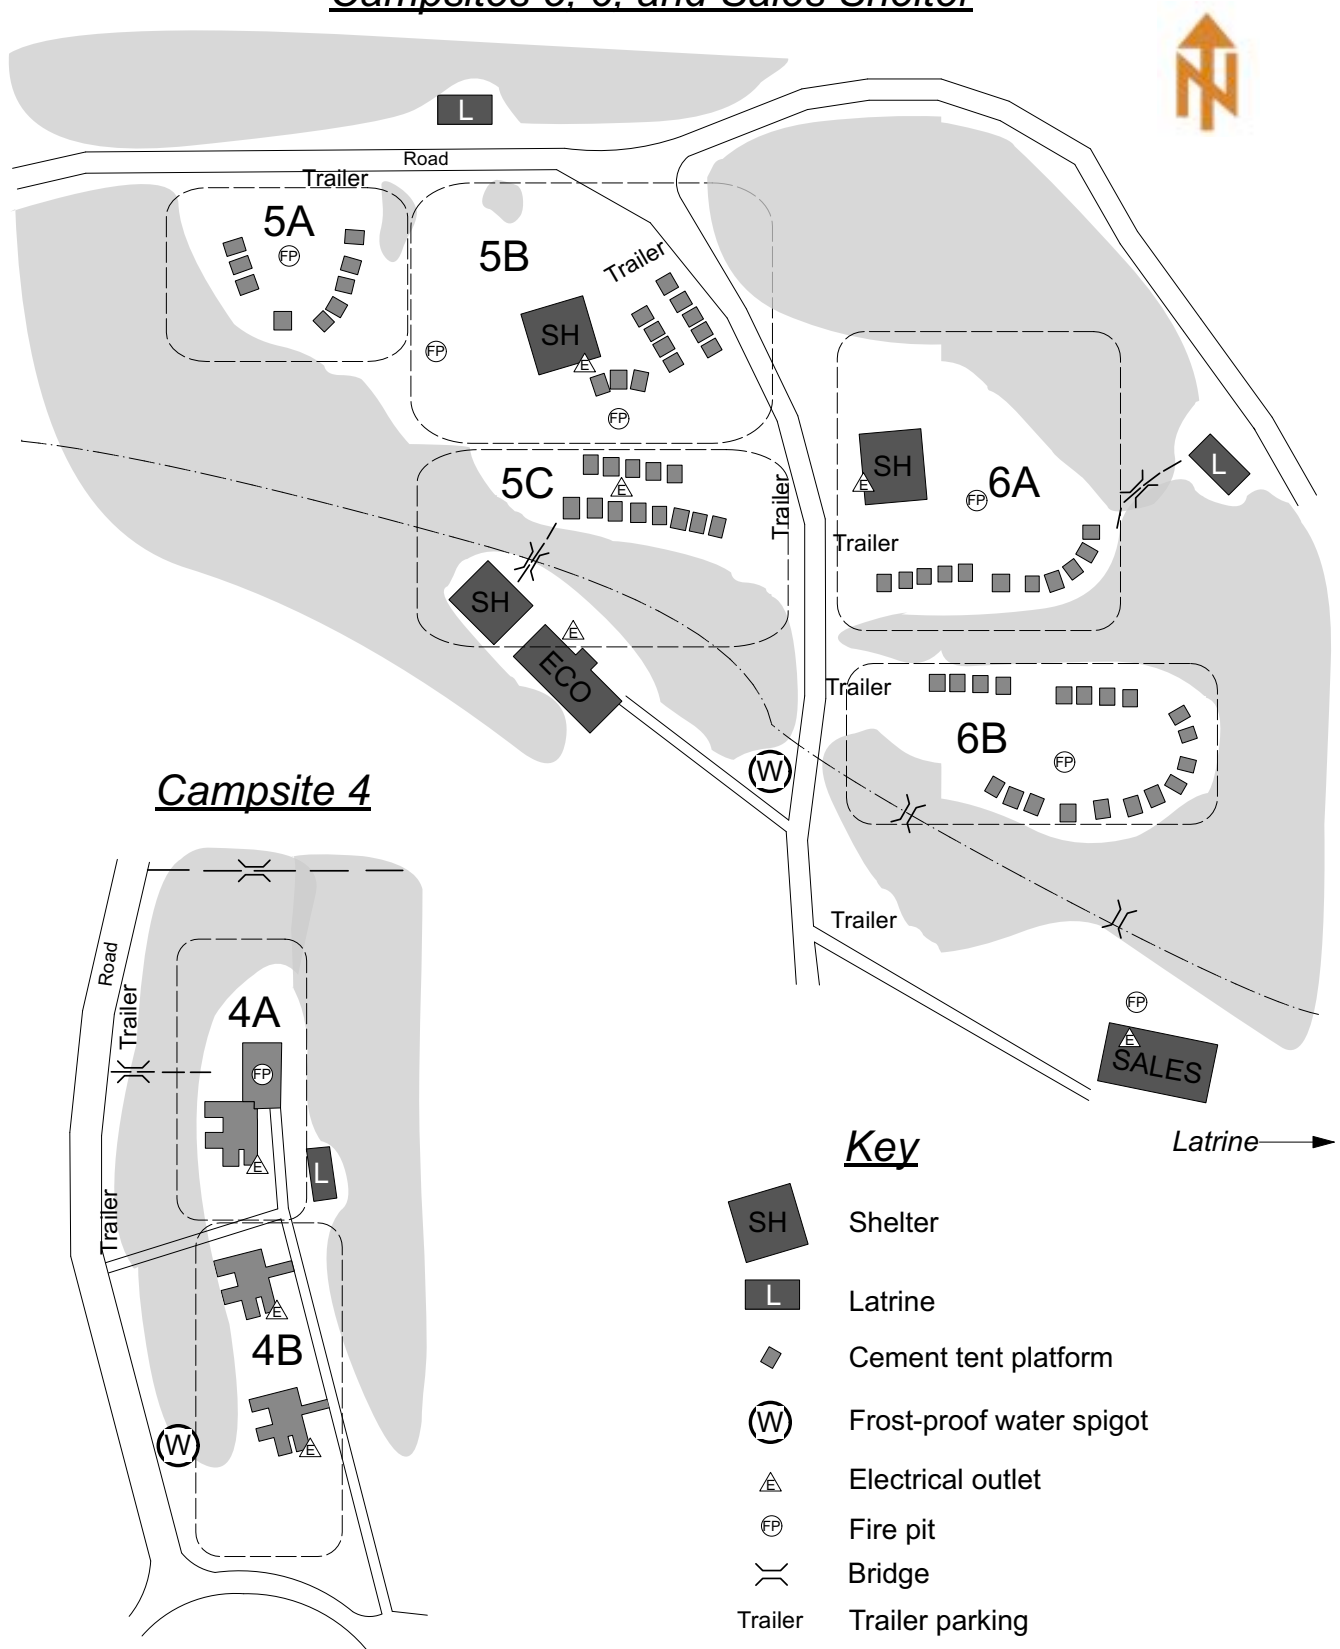 Campsites 5, 6, and Sales Shelter
N
L
Road
Trailer
5A
FP
5B
Trailer
SH
E
FP
FP
5C
E
Trailer
SH
E
ECO
SH
E
6A
FP
L
Trailer
Trailer
6B
FP
W
Trailer
FP
E
SALES
Latrine
Campsite 4
Road
Trailer
4A
FP
E
L
Trailer
E
4B
E
W
Key
SH Shelter
L Latrine
Cement tent platform
W Frost-proof water spigot
E Electrical outlet
FP Fire pit
Bridge
Trailer Trailer parking